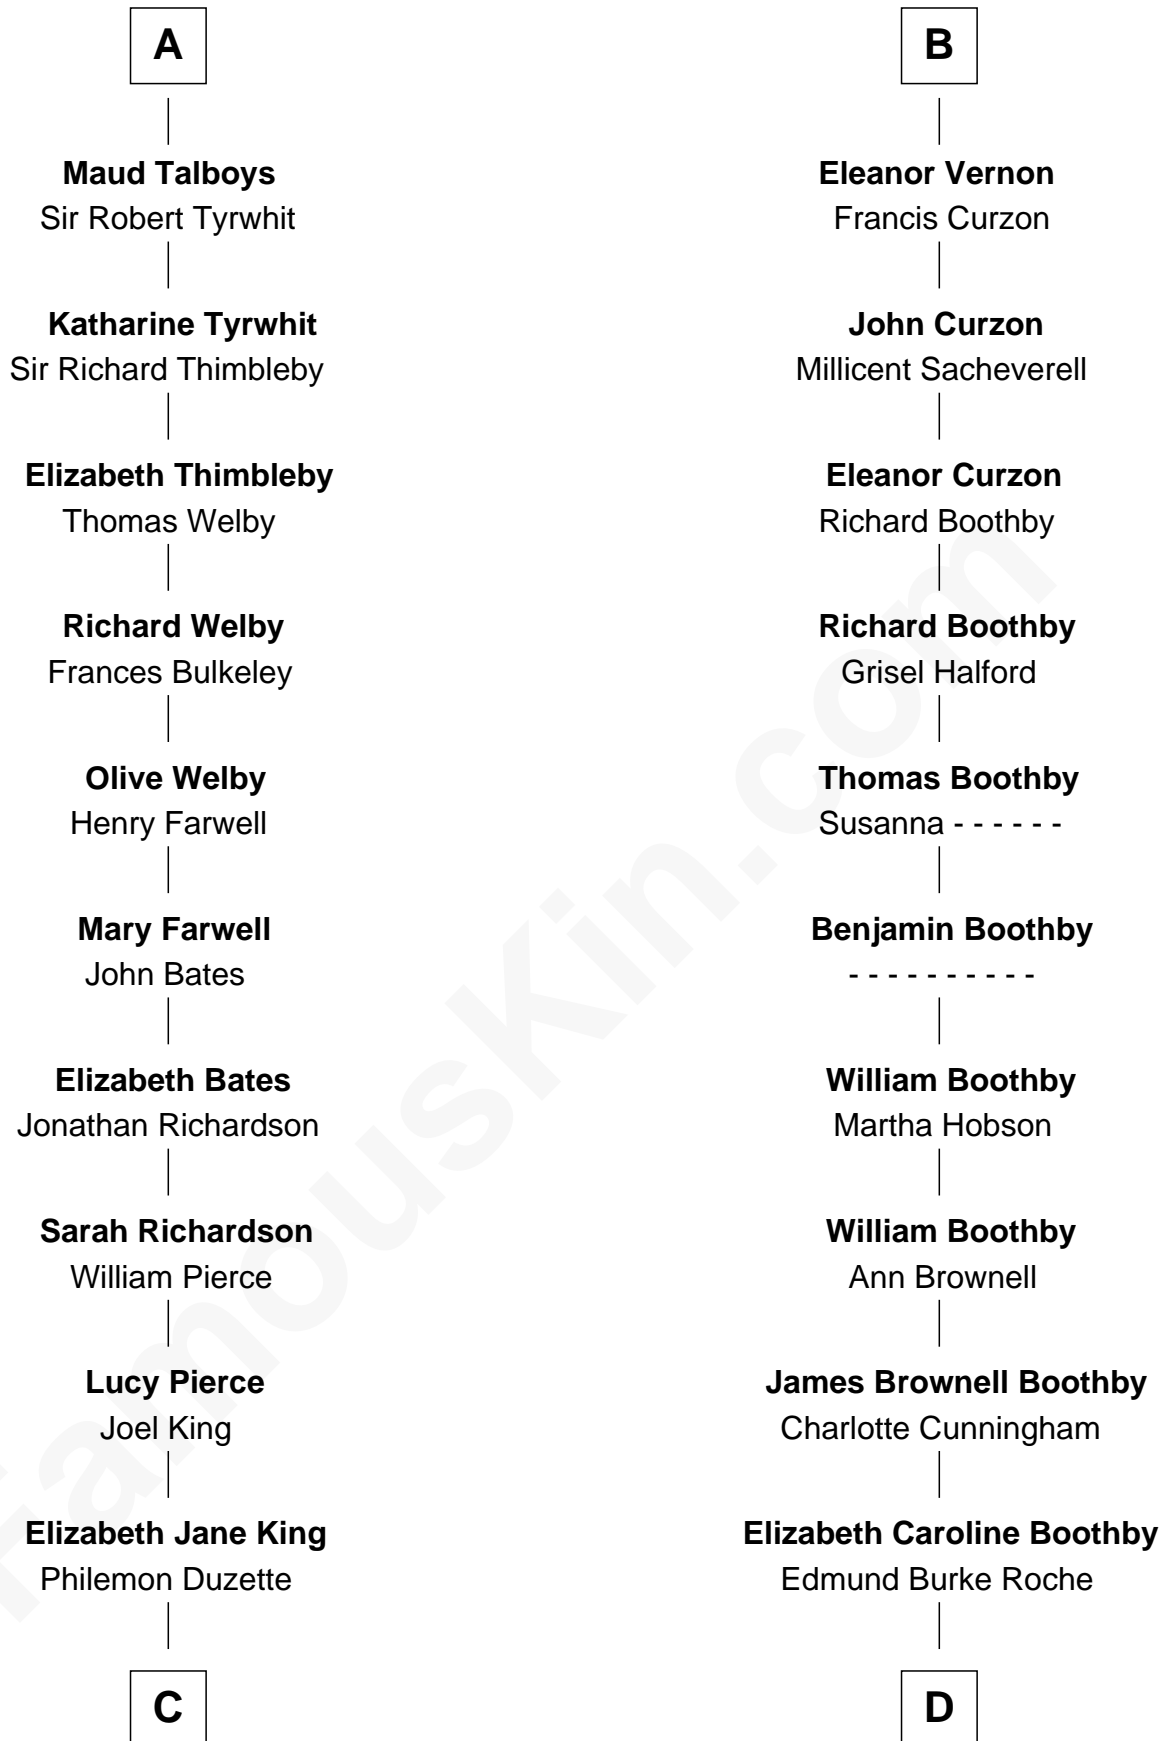 A
Maud Talboys
Sir Robert Tyrwhit
Katharine Tyrwhit
Sir Richard Thimbleby
Elizabeth Thimbleby
Thomas Welby
Richard Welby
Frances Bulkeley
Olive Welby
Henry Farwell
Mary Farwell
John Bates
Elizabeth Bates
Jonathan Richardson
Sarah Richardson
William Pierce
Lucy Pierce
Joel King
Elizabeth Jane King
Philemon Duzette
C
B
Eleanor Vernon
Francis Curzon
John Curzon
Millicent Sacheverell
Eleanor Curzon
Richard Boothby
Richard Boothby
Grisel Halford
Thomas Boothby
Susanna - - - - - -
Benjamin Boothby
- - - - - - - - - -
William Boothby
Martha Hobson
William Boothby
Ann Brownell
James Brownell Boothby
Charlotte Cunningham
Elizabeth Caroline Boothby
Edmund Burke Roche
D
FamousKin.com